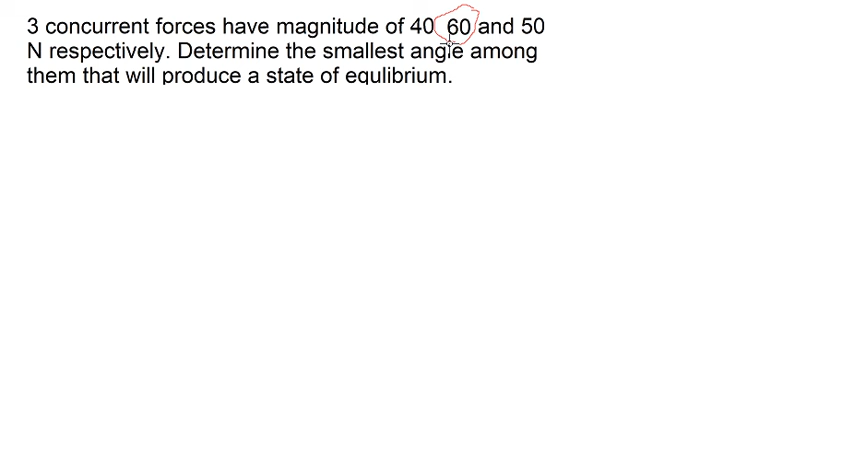 3 concurrent forces have magnitude of 40 60 and 50
N respectively. Determine the smallest angle among
them that will produce a state of equlibrium.